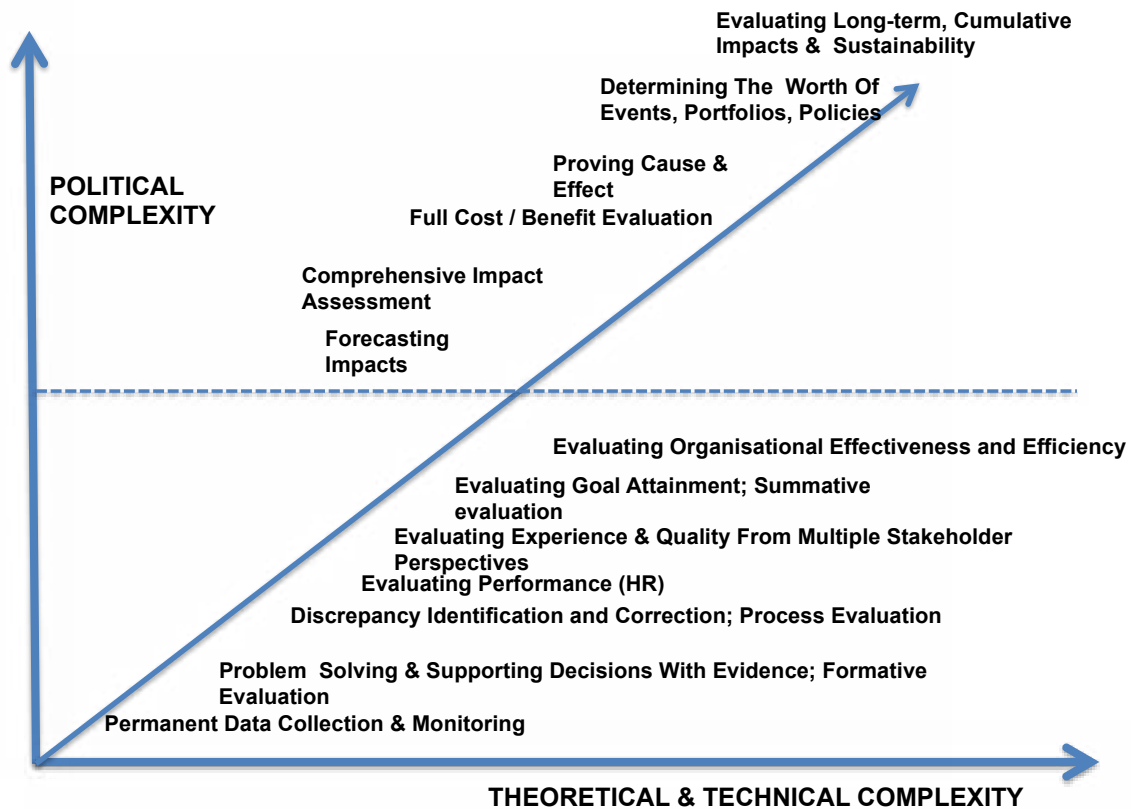 Evaluating Long-term, Cumulative
Impacts & Sustainability
Determining The Worth Of
Events, Portfolios, Policies
Proving Cause &
Effect
POLITICAL
COMPLEXITY
Full Cost / Benefit Evaluation
Comprehensive Impact
Assessment
Forecasting
Impacts
Evaluating Organisational Effectiveness and Efficiency
Evaluating Goal Attainment; Summative
evaluation
Evaluating Experience & Quality From Multiple Stakeholder
Perspectives
Evaluating Performance (HR)
Discrepancy Identification and Correction; Process Evaluation
Problem Solving & Supporting Decisions With Evidence; Formative
Evaluation
Permanent Data Collection & Monitoring
THEORETICAL & TECHNICAL COMPLEXITY